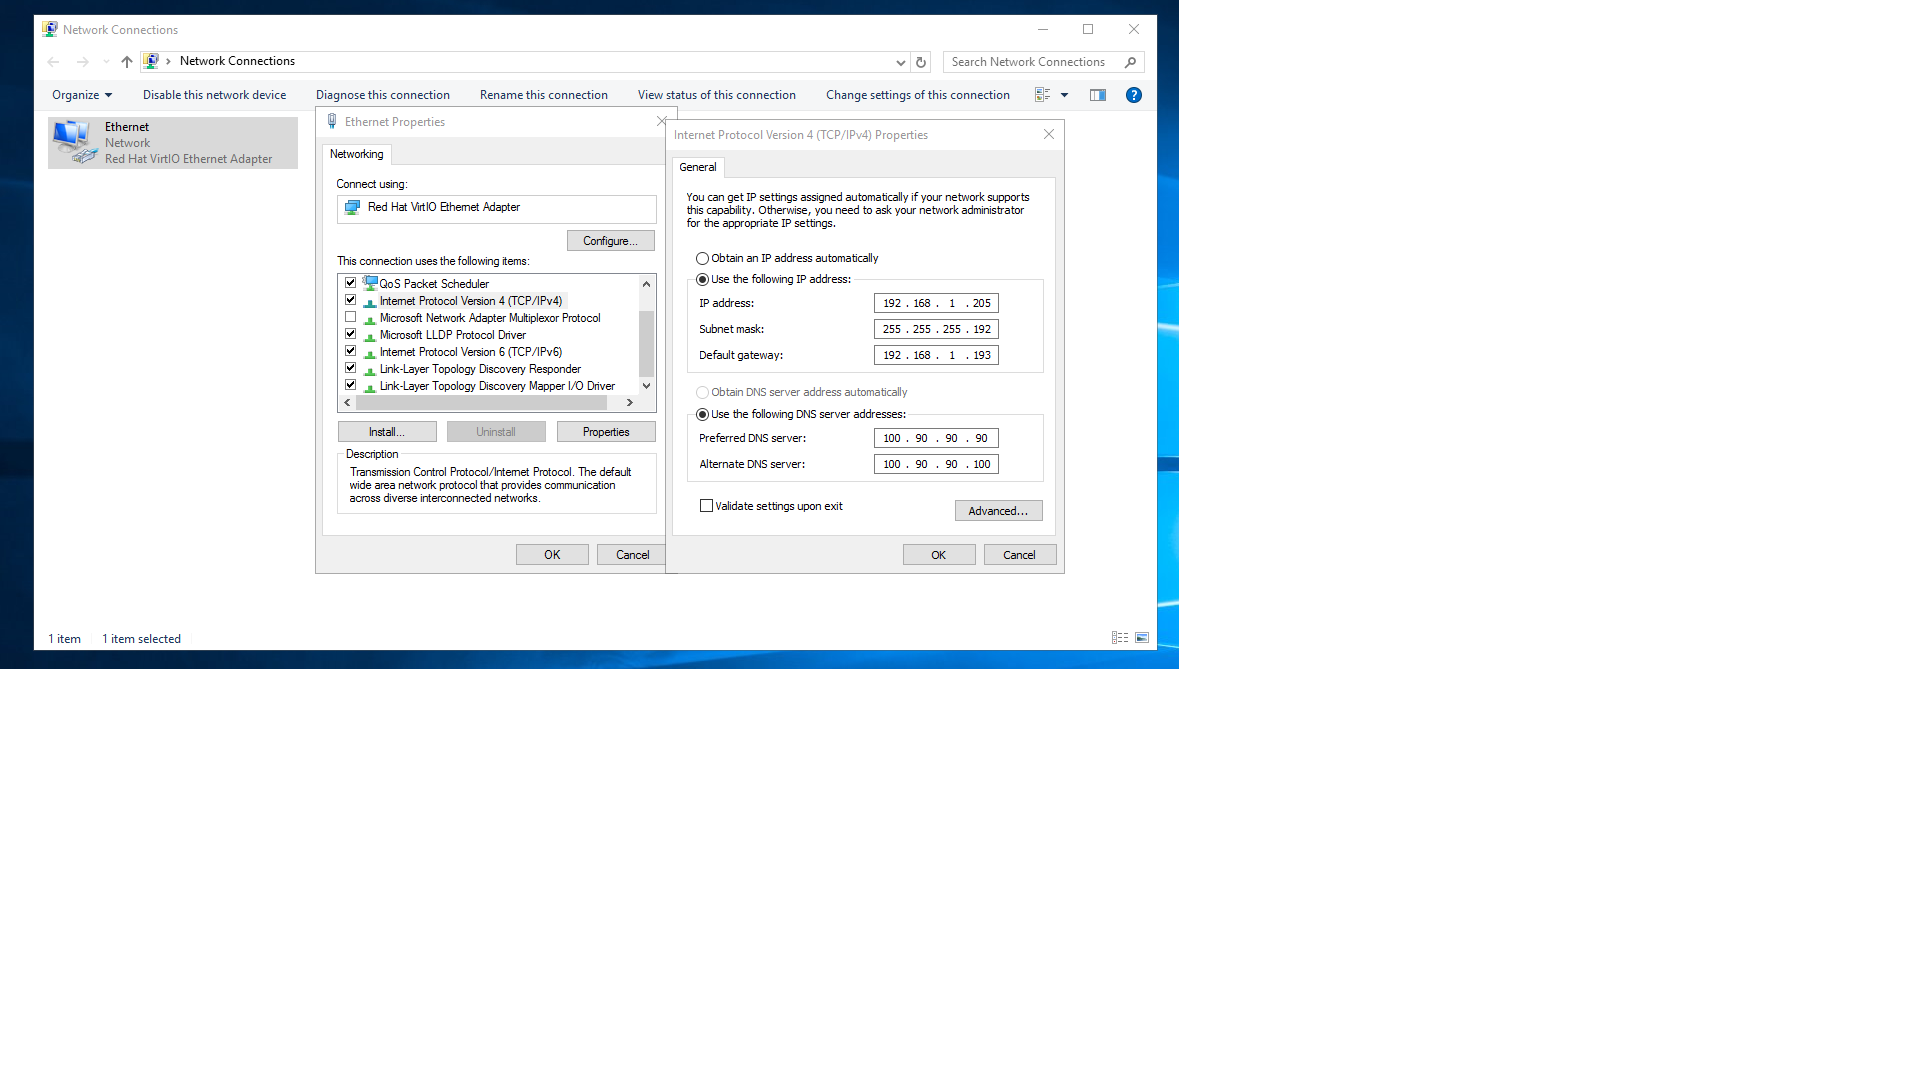 Network Connections
Network Connections
Search Network Connections
Organize
Disable this network device
Diagnose this connection
Rename this connection
View status of this connection
Change settings of this connection
Ethernet
Network
Red Hat VirtIO Ethernet Adapter
Ethernet Properties
Networking
Connect using:
Red Hat VirtIO Ethernet Adapter
Configure...
This connection uses the following items:
QoS Packet Scheduler
Internet Protocol Version 4 (TCP/IPv4)
Microsoft Network Adapter Multiplexor Protocol
Microsoft LLDP Protocol Driver
Internet Protocol Version 6 (TCP/IPv6)
Link-Layer Topology Discovery Responder
Link-Layer Topology Discovery Mapper I/O Driver
Install...
Uninstall
Properties
Description
Transmission Control Protocol/Internet Protocol. The default
wide area network protocol that provides communication
across diverse interconnected networks.
OK
Cancel
Internet Protocol Version 4 (TCP/IPv4) Properties
General
You can get IP settings assigned automatically if your network supports
this capability. Otherwise, you need to ask your network administrator
for the appropriate IP settings.
Obtain an IP address automatically
Use the following IP address:
IP address:
192 . 168 . 1 . 205
Subnet mask:
255 . 255 . 255 . 192
Default gateway:
192 . 168 . 1 . 193
Obtain DNS server address automatically
Use the following DNS server addresses:
Preferred DNS server:
100 . 90 . 90 . 90
Alternate DNS server:
100 . 90 . 90 . 100
Validate settings upon exit
Advanced...
OK
Cancel
1 item
1 item selected